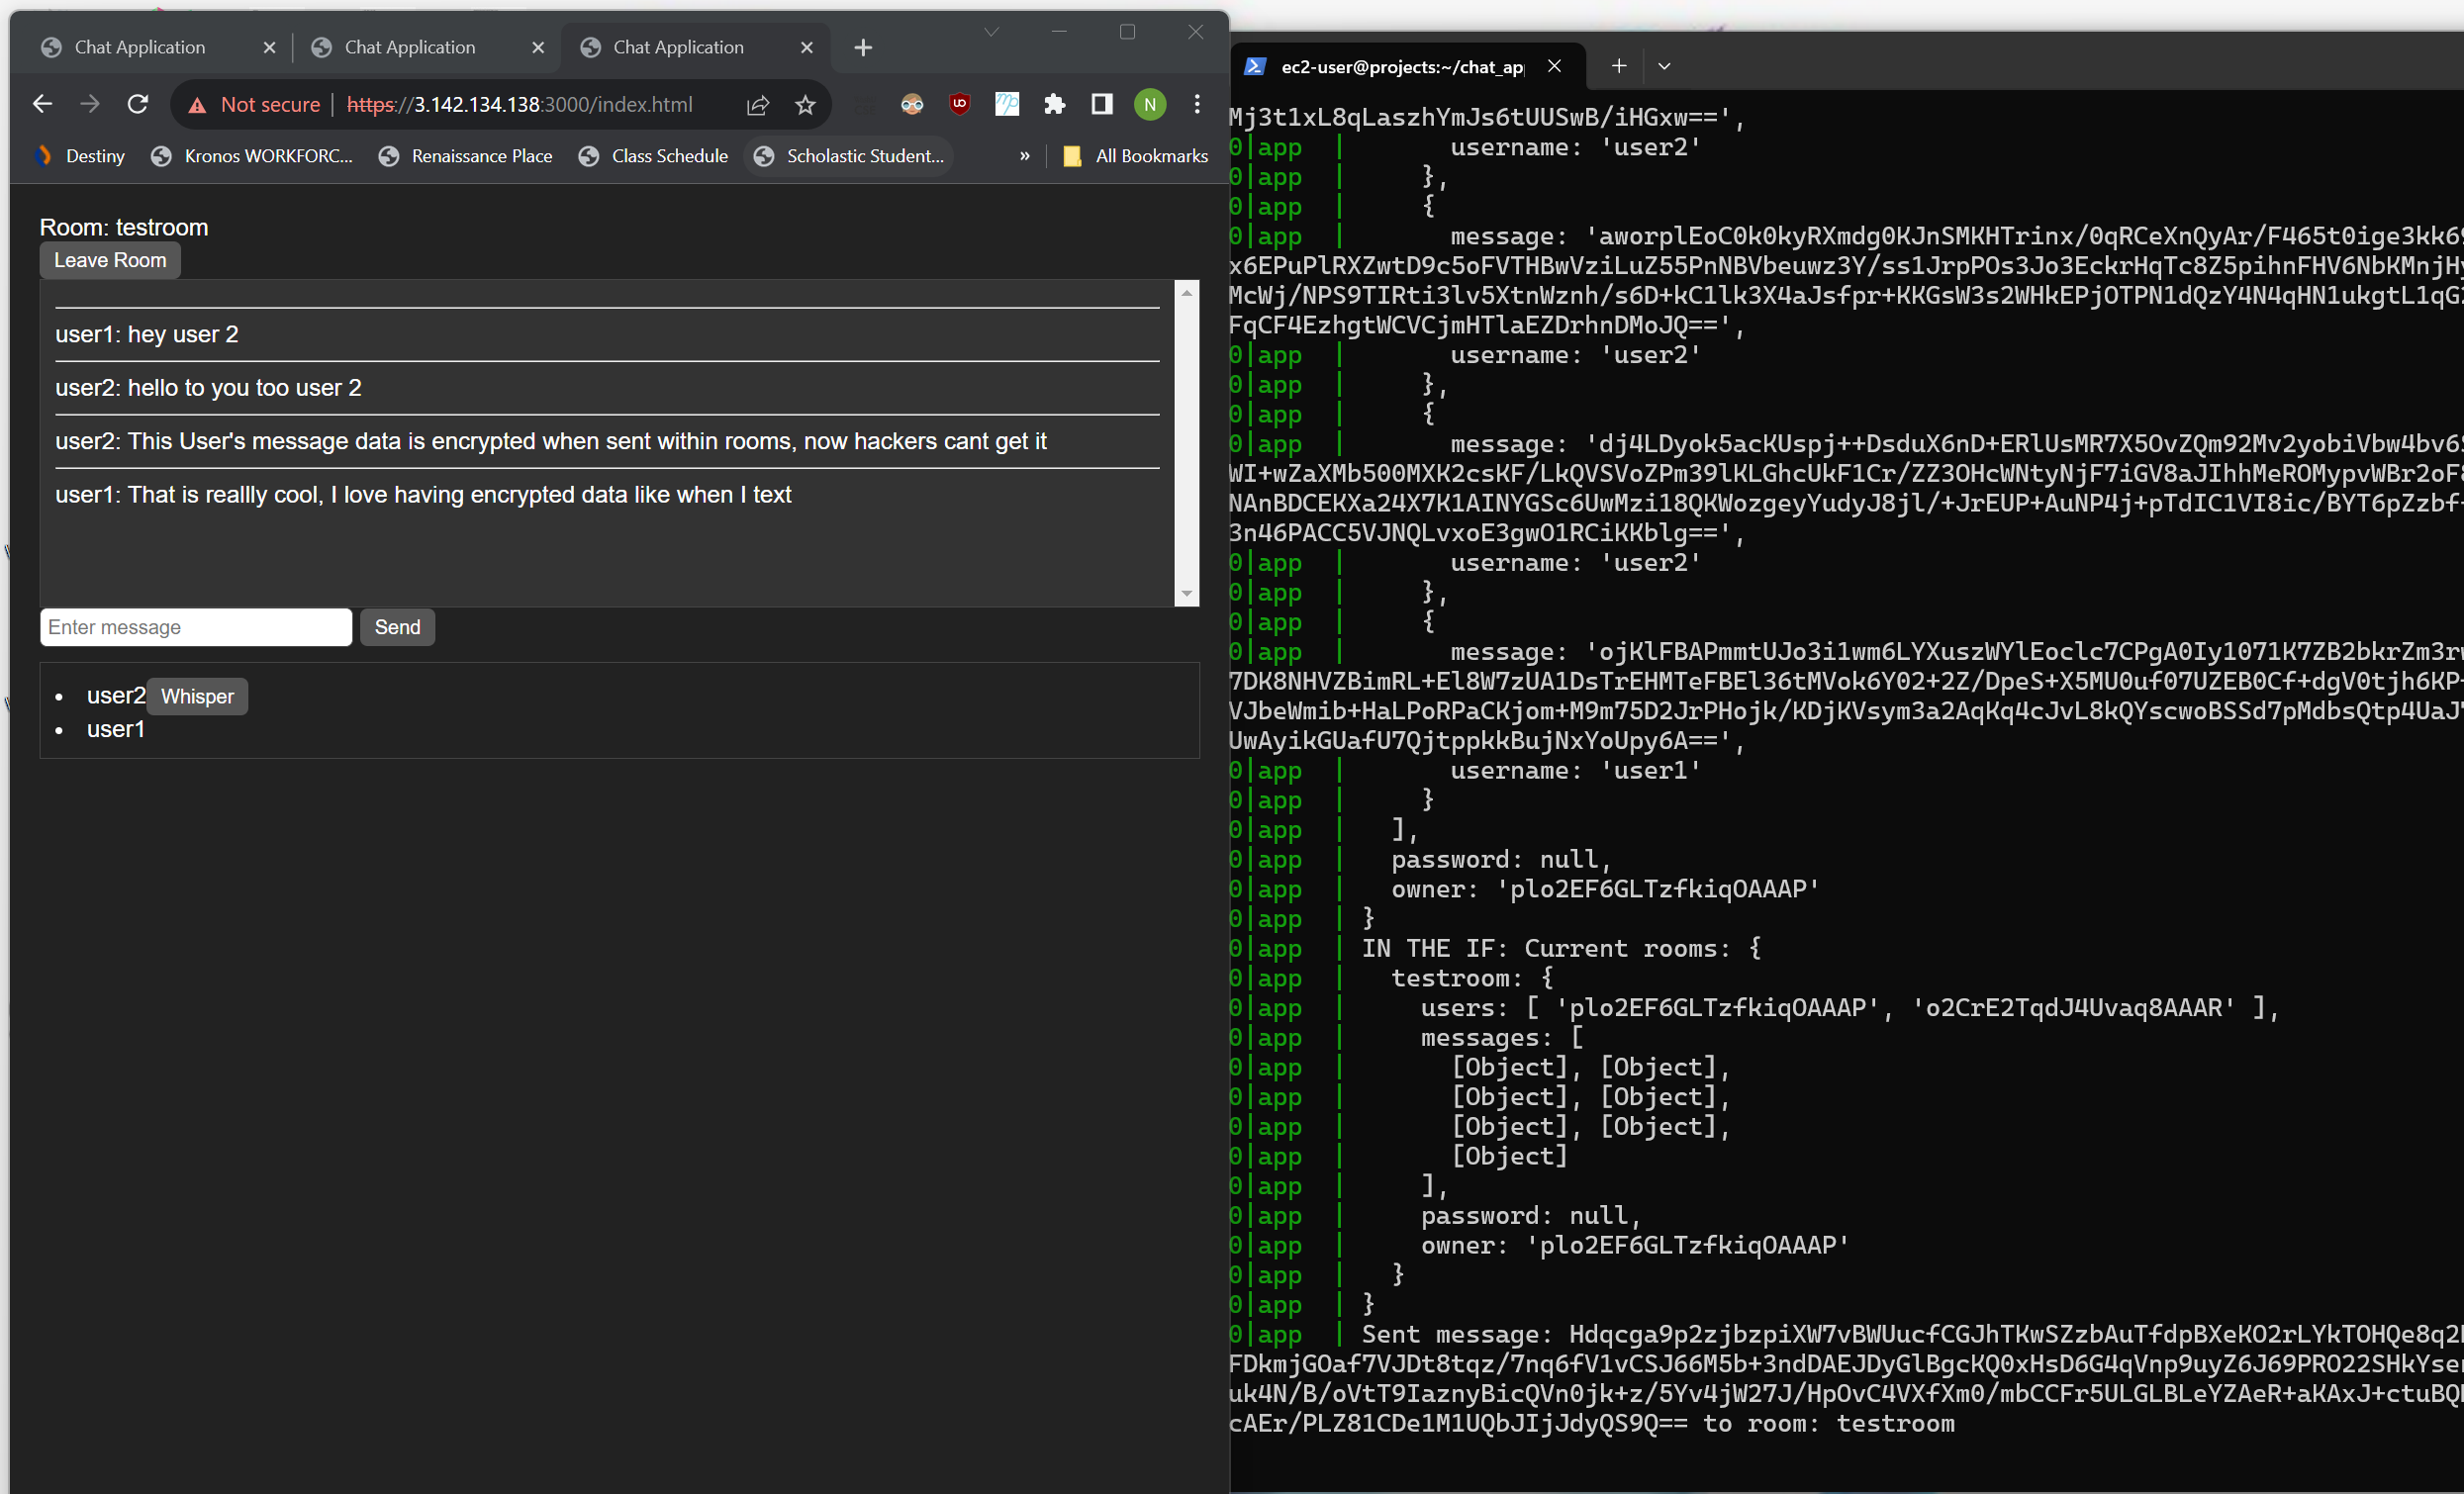 Chat Application
Chat Application
Chat Application
Not secure | https://3.142.134.138:3000/index.html
N
Destiny
Kronos WORKFORC...
Renaissance Place
Class Schedule
Scholastic Student...
»
All Bookmarks
Room: testroom
Leave Room
user1: hey user 2
user2: hello to you too user 2
user2: This User's message data is encrypted when sent within rooms, now hackers cant get it
user1: That is reallly cool, I love having encrypted data like when I text
Enter message
Send
user2 Whisper
user1
ec2-user@projects:~/chat_ap
Mj3t1xL8qLaszhYmJs6tUUSwB/iHGxw==',
0|app | username: 'user2'
0|app | },
0|app | {
0|app | message: 'aworplEoC0k0kyRXmdg0KJnSMKHTrinx/0qRCeXnQyAr/F465t0ige3kk6
x6EPuPlRXZwtD9c5oFVTHBwVziLuZ55PnNBVbeuwz3Y/ss1JrpPOs3Jo3EckrHqTc8Z5pihnFHV6NbKMnjH
McWj/NPS9TIRti3lv5XtnWznh/s6D+kC1lk3X4aJsfpr+KKGsW3s2WHkEPjOTPN1dQzY4N4qHN1ukgtL1qG
FqCF4EzhgtWCVCjmHTlaEZDrhnDMoJQ==',
0|app | username: 'user2'
0|app | },
0|app | {
0|app | message: 'dj4LDyok5acKUspj++DsduX6nD+ERlUsMR7X5OvZQm92Mv2yobiVbw4bv6
WI+wZaXMb500MXK2cskF/LkQVSVoZPm39lKLGhcUkF1Cr/ZZ3OHcWNtyNjF7iGV8aJIhhMeROMypvWBr2oF
NAnBDCEKXa24X7K1AINYGSc6UwMzi18QKWozgeyYudyJ8jl/+JrEUP+AuNP4j+pTdIC1VI8ic/BYT6pZzbf
3n46PACC5VJNQLvxoE3gwO1RCiKKblg==',
0|app | username: 'user2'
0|app | },
0|app | {
0|app | message: 'ojKlFBAPmmtUJo3i1wm6LYXuszWYlEoclc7CPgA0Iy1071K7ZB2bkrZm3r
7DK8NHVZBimRL+El8W7zUA1DsTrEHMTeFBEl36tMVok6Y02+2Z/DpeS+X5MU0uf07UZEB0Cf+dgV0tjh6KP
VJbeWmib+HaLPoRPaCKjom+M9m75D2JrPHojk/KDjKVsym3a2AqKq4cJvL8kQYscwoBSSd7pMdbsQtp4UaJ
UwAyikGUafU7QjtppkkBujNxYoUpy6A==',
0|app | username: 'user1'
0|app | }
0|app | ],
0|app | password: null,
0|app | owner: 'plo2EF6GLTzfkiqOAAAP'
0|app | }
0|app | IN THE IF: Current rooms: {
0|app | testroom: {
0|app | users: [ 'plo2EF6GLTzfkiqOAAAP', 'o2CrE2TqdJ4Uvaq8AAAR' ],
0|app | messages: [
0|app | [Object], [Object],
0|app | [Object], [Object],
0|app | [Object], [Object],
0|app | [Object]
0|app | ],
0|app | password: null,
0|app | owner: 'plo2EF6GLTzfkiqOAAAP'
0|app | }
0|app | }
0|app | Sent message: Hdqcga9p2zjbzpiXW7vBWUucfCGJhTKwSZzbAuTfdpBXeKO2rLYkTOHQe8q2
FDkmjGOaf7VJDt8tqz/7nq6fV1vCSJ66M5b+3ndDAEJDyGlBgcKQ0xHsD6G4qVnp9uyZ6J69PRO22SHkYse
uk4N/B/oVtT9IaznyBicQVn0jk+z/5Yv4jW27J/HpOvC4VXfXm0/mbCCFr5ULGLBLeYZAeR+aKAxJ+ctuBQ
cAEr/PLZ81CDe1M1UQbJIjJdyQS9Q== to room: testroom